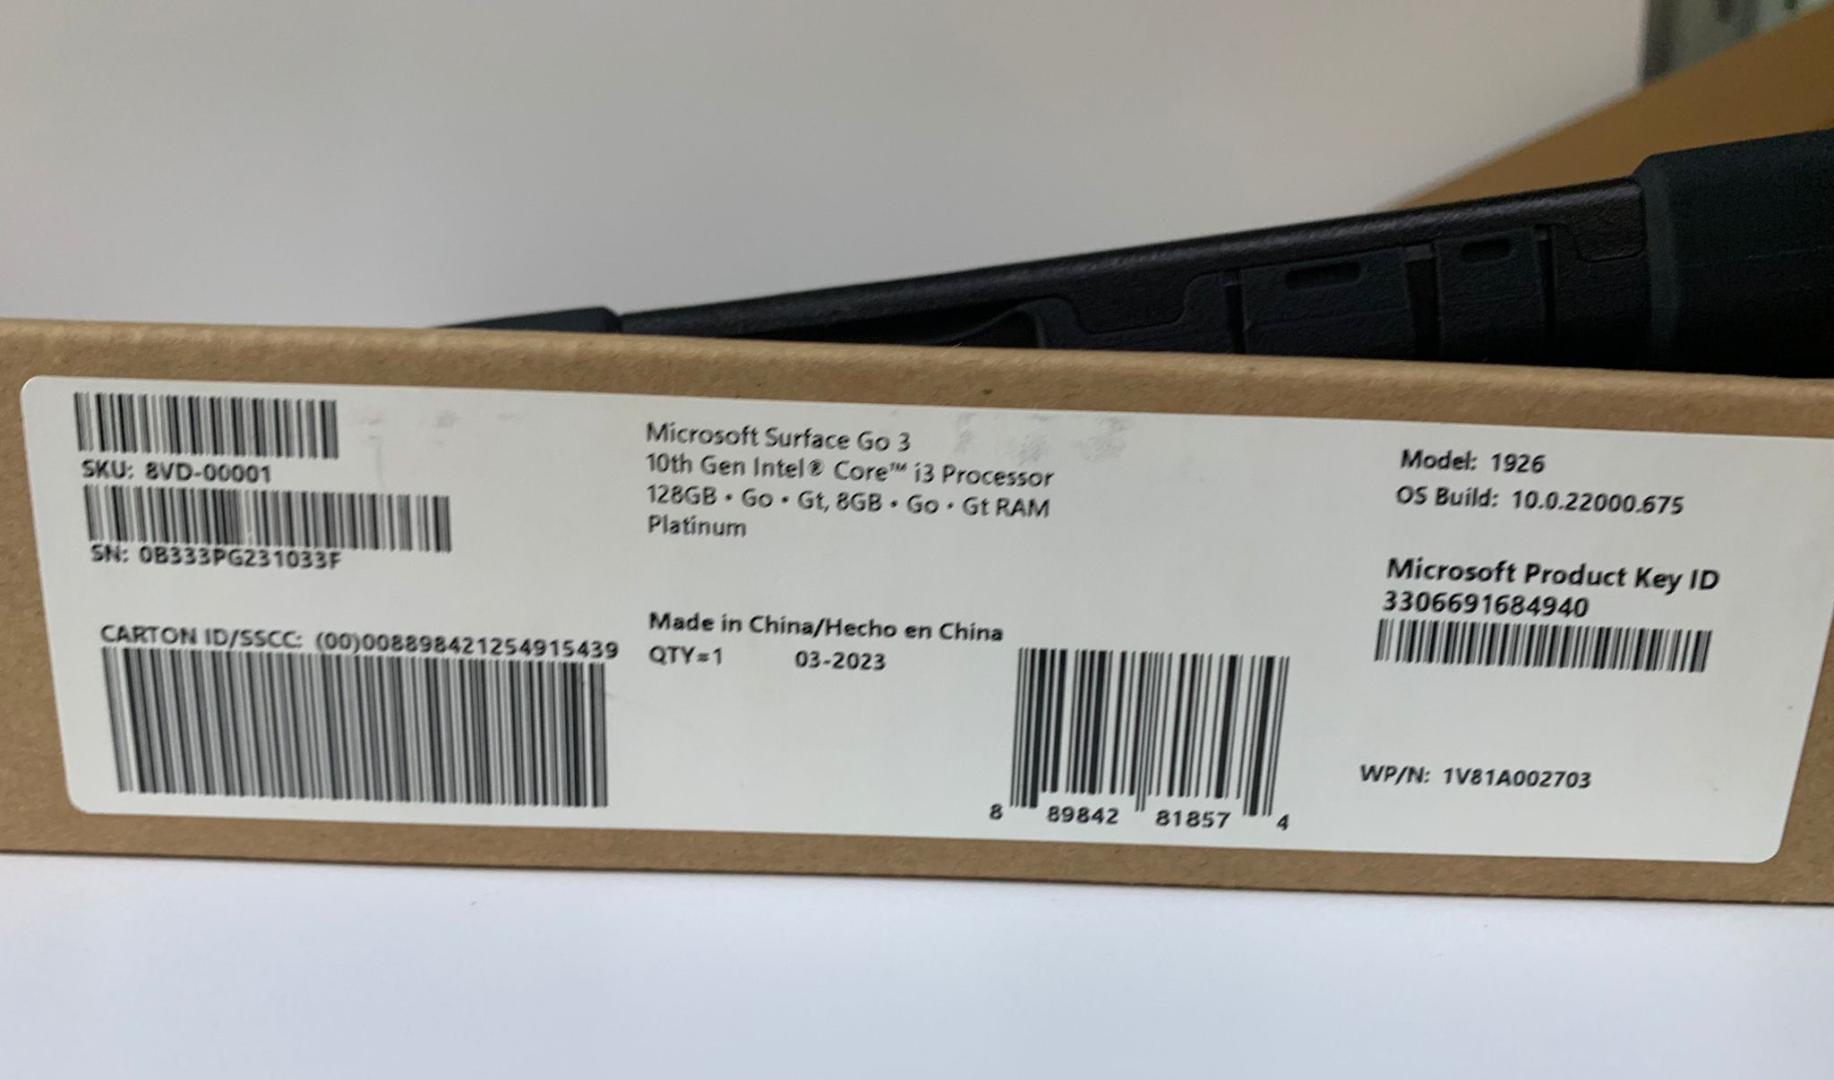 SKU: 8VD-00001
SN: 0B333PG231033F
CARTON ID/SSCC: (00)008898421254915439
Microsoft Surface Go 3
10th Gen Intel® Core™ i3 Processor
128GB • Go • Gt, 8GB • Go • Gt RAM
Platinum
Made in China/Hecho en China
QTY=1 03-2023
8 89842 81857 4
Model: 1926
OS Build: 10.0.22000.675
Microsoft Product Key ID
3306691684940
WP/N: 1V81A002703